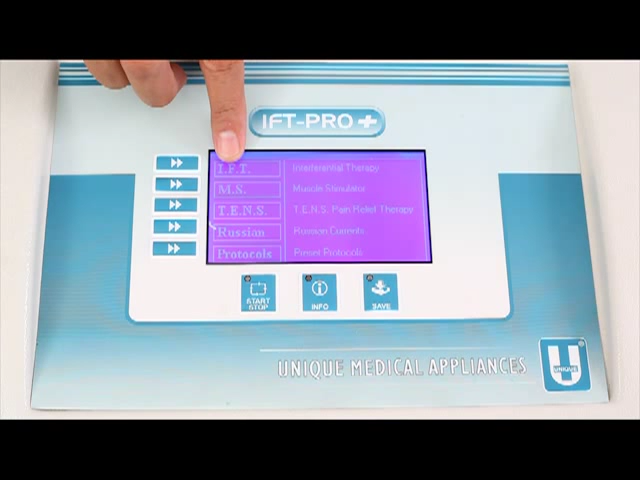 IFT-PRO+
I.F.T. Interferential Therapy
M.S. Muscle Stimulator
T.E.N.S. T.E.N.S. Pain Relief Therapy
Russian Russian Currents
Protocols Preset Protocols
START STOP
INFO
SAVE
UNIQUE MEDICAL APPLIANCES
UNIQUE